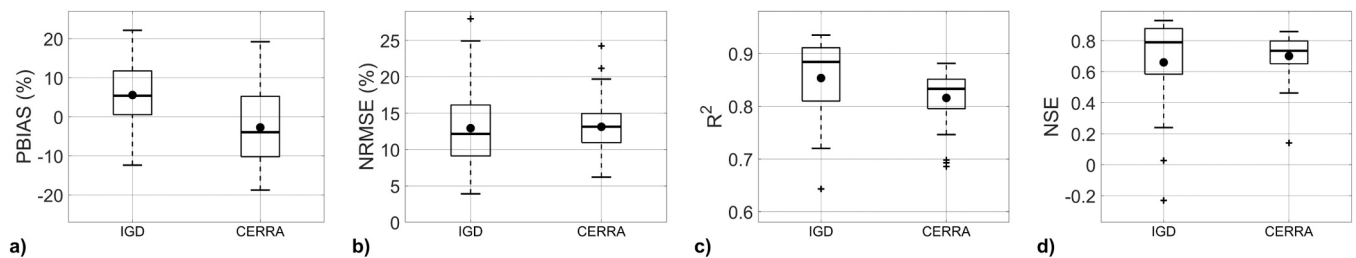 PBIAS (%)
20
10
0
-10
-20
IGD
CERRA
a)
NRMSE (%)
25
20
15
10
5
0
IGD
CERRA
b)
R²
0.9
0.8
0.7
0.6
IGD
CERRA
c)
NSE
0.8
0.6
0.4
0.2
0
-0.2
IGD
CERRA
d)